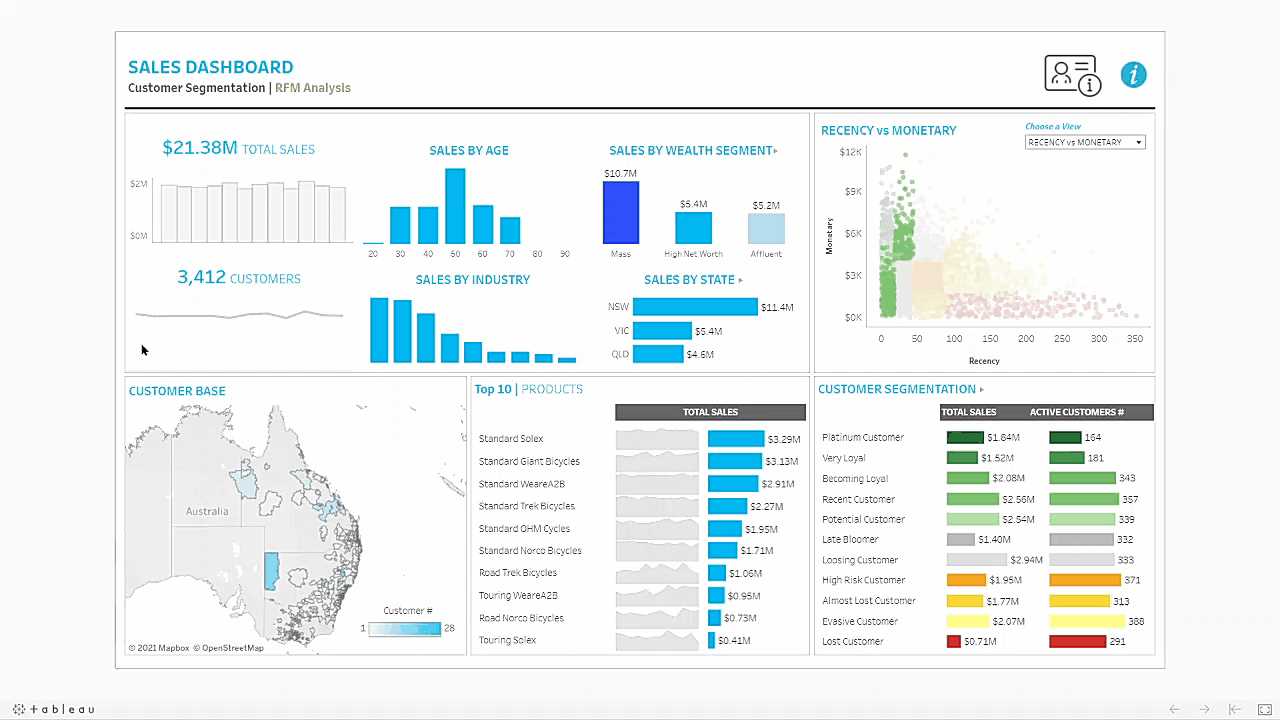 SALES DASHBOARD
Customer Segmentation | RFM Analysis
i
$21.38M TOTAL SALES
$2M
$0M
3,412 CUSTOMERS
SALES BY AGE
20 30 40 50 60 70 80 90
SALES BY INDUSTRY
SALES BY WEALTH SEGMENT
$10.7M
$5.4M
$5.2M
Mass High Net Worth Affluent
SALES BY STATE
NSW $11.4M
VIC $5.4M
QLD $4.6M
RECENCY vs MONETARY
Choose a View
RECENCY vs MONETARY
$12K
$9K
$6K
$3K
$0K
Monetary
0 50 100 150 200 250 300 350
Recency
CUSTOMER BASE
Australia
Customer #
1 28
© 2021 Mapbox © OpenStreetMap
Top 10 | PRODUCTS
TOTAL SALES
Standard Solex $3.29M
Standard Giant Bicycles $3.13M
Standard WeareA2B $2.91M
Standard Trek Bicycles $2.27M
Standard OHM Cycles $1.95M
Standard Norco Bicycles $1.71M
Road Trek Bicycles $1.06M
Touring WeareA2B $0.95M
Road Norco Bicycles $0.73M
Touring Solex $0.41M
CUSTOMER SEGMENTATION
TOTAL SALES ACTIVE CUSTOMERS #
Platinum Customer $1.84M 164
Very Loyal $1.52M 181
Becoming Loyal $2.08M 343
Recent Customer $2.56M 357
Potential Customer $2.54M 339
Late Bloomer $1.40M 332
Loosing Customer $2.94M 333
High Risk Customer $1.95M 371
Almost Lost Customer $1.77M 313
Evasive Customer $2.07M 388
Lost Customer $0.71M 291
+ableau